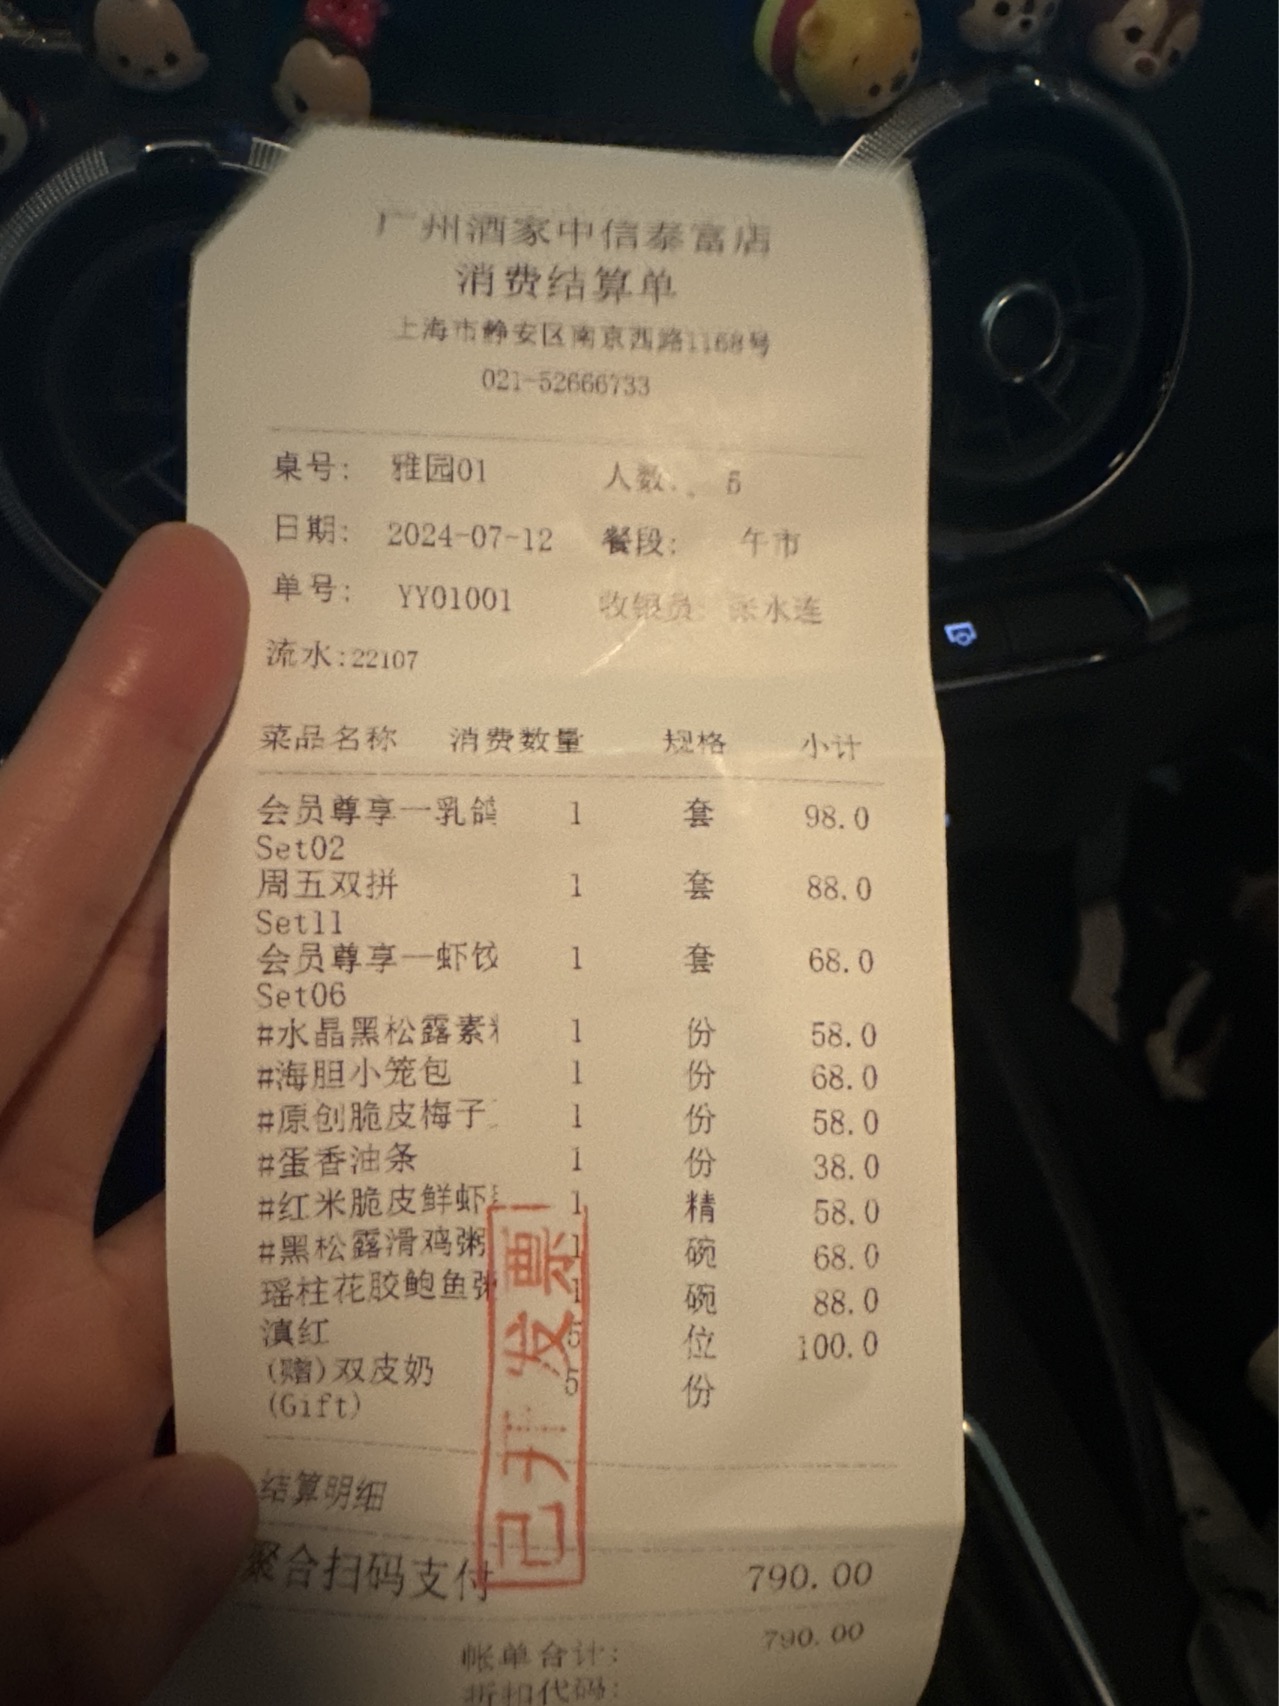 广州酒家中信泰富店
消费结算单
上海市静安区南京西路1168号
021-52666733
桌号: 雅园01 人数: 5
日期: 2024-07-12 餐段: 午市
单号: YY01001 收银员: 张水连
流水:22107
菜品名称 消费数量 规格 小计
会员尊享一乳鸽 1 套 98.0
Set02
周五双拼 1 套 88.0
Set11
会员尊享一虾饺 1 套 68.0
Set06
#水晶黑松露素 1 份 58.0
#海胆小笼包 1 份 68.0
#原创脆皮梅子 1 份 58.0
#蛋香油条 1 份 38.0
#红米脆皮鲜虾 1 精 58.0
#黑松露滑鸡粥 1 碗 68.0
瑶柱花胶鲍鱼粥 1 碗 88.0
滇红 5 位 100.0
(赠)双皮奶 5 份
(Gift)
已开发票
结算明细
聚合扫码支付 790.00
帐单合计: 790.00
折扣代码: